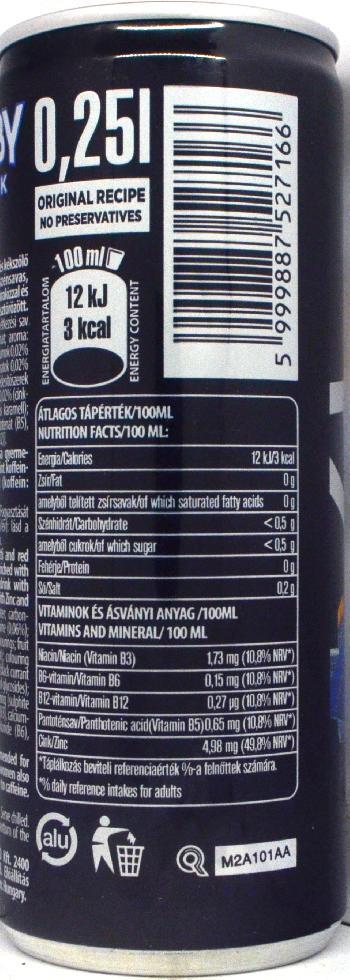 0,25l
ORIGINAL RECIPE
NO PRESERVATIVES
100 ml
ENERGIATARTALOM
12 kJ
3 kcal
ENERGY CONTENT
5 999887 527166
ÁTLAGOS TÁPÉRTÉK/100ML
NUTRITION FACTS/100 ML:
Energia/Calories 12 kJ/3 kcal
Zsír/Fat 0 g
amelyből telített zsírsavak/of which saturated fatty acids 0 g
Szénhidrát/Carbohydrate <0,5 g
amelyből cukrok/of which sugar <0,5 g
Fehérje/Protein 0 g
Só/Salt 0,2 g
VITAMINOK ÉS ÁSVÁNYI ANYAG /100ML
VITAMINS AND MINERAL/ 100 ML
Niacin/Niacin (Vitamin B3) 1,73 mg (10,8% NRV*)
B6-vitamin/Vitamin B6 0,15 mg (10,8% NRV*)
B12-vitamin/Vitamin B12 0,27 µg (10,8% NRV*)
Pantoténsav/Panthotenic acid(Vitamin B5)0,65 mg (10,8% NRV*)
Cink/Zinc 4,98 mg (49,8% NRV*)
*Táplálkozás beviteli referenciaérték %-a felnőttek számára.
*% daily reference intakes for adults
alu
M2A101AA